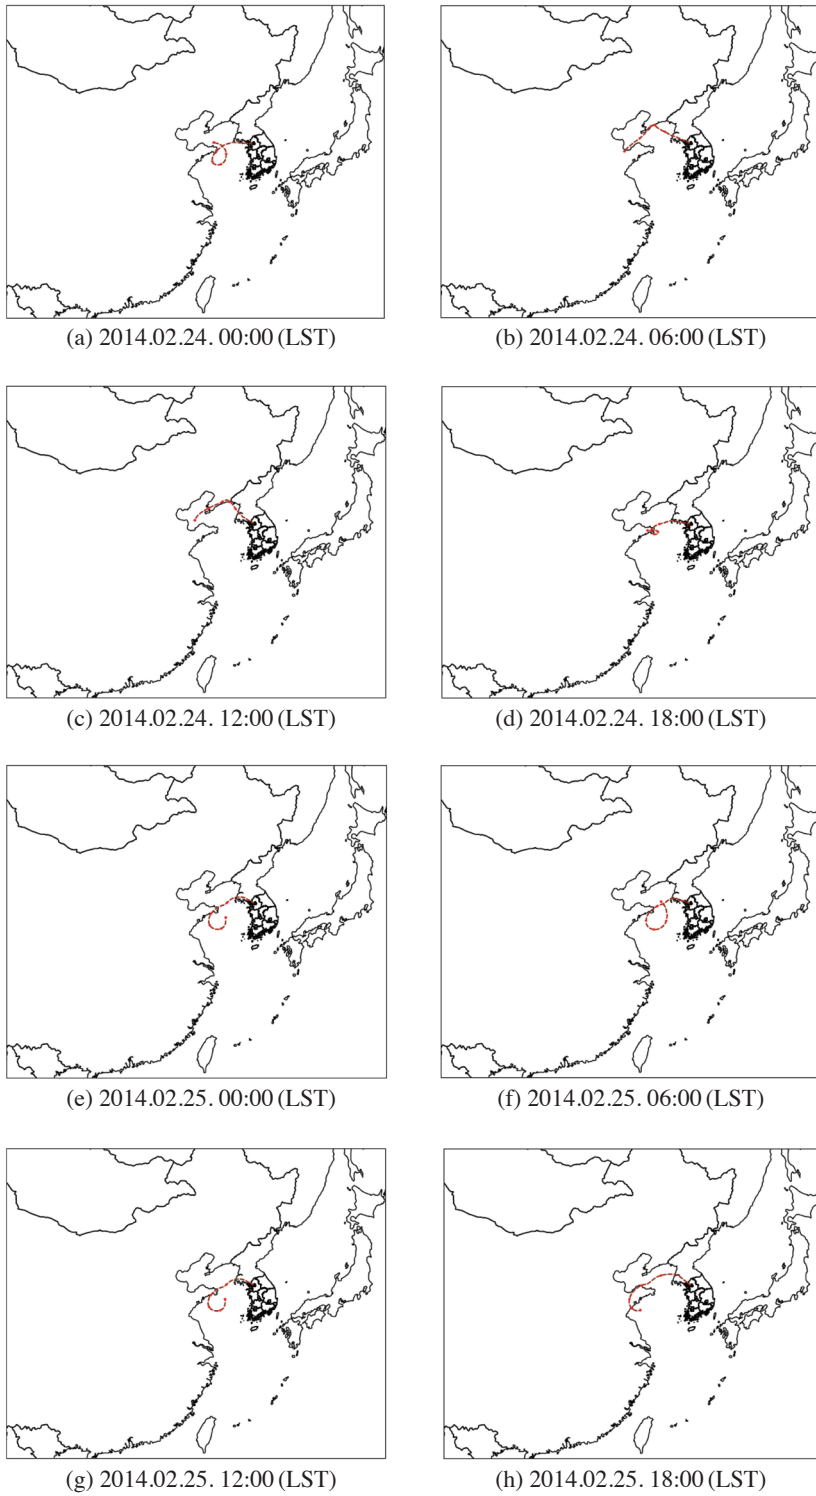 (a) 2014.02.24. 00:00 (LST)
(b) 2014.02.24. 06:00 (LST)
(c) 2014.02.24. 12:00 (LST)
(d) 2014.02.24. 18:00 (LST)
(e) 2014.02.25. 00:00 (LST)
(f) 2014.02.25. 06:00 (LST)
(g) 2014.02.25. 12:00 (LST)
(h) 2014.02.25. 18:00 (LST)